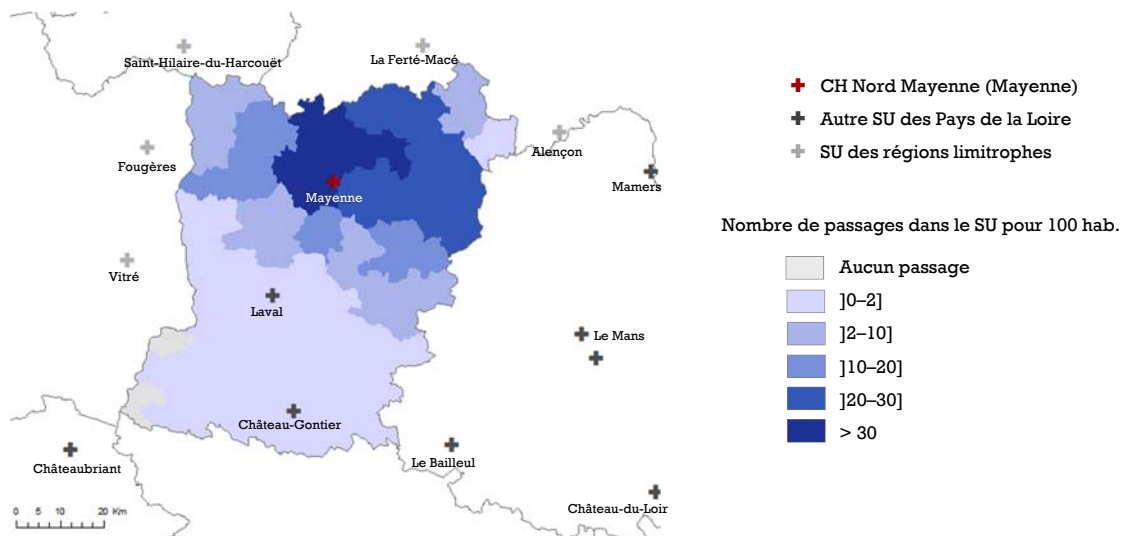 Saint-Hilaire-du-Harcouët
La Ferté-Macé
Fougères
Alençon
Mamers
Mayenne
Vitré
Laval
Le Mans
Château-Gontier
Châteaubriant
Le Bailleul
Château-du-Loir
0 5 10 20 Km
CH Nord Mayenne (Mayenne)
Autre SU des Pays de la Loire
SU des régions limitrophes
Nombre de passages dans le SU pour 100 hab.
Aucun passage
]0–2]
]2–10]
]10–20]
]20–30]
> 30